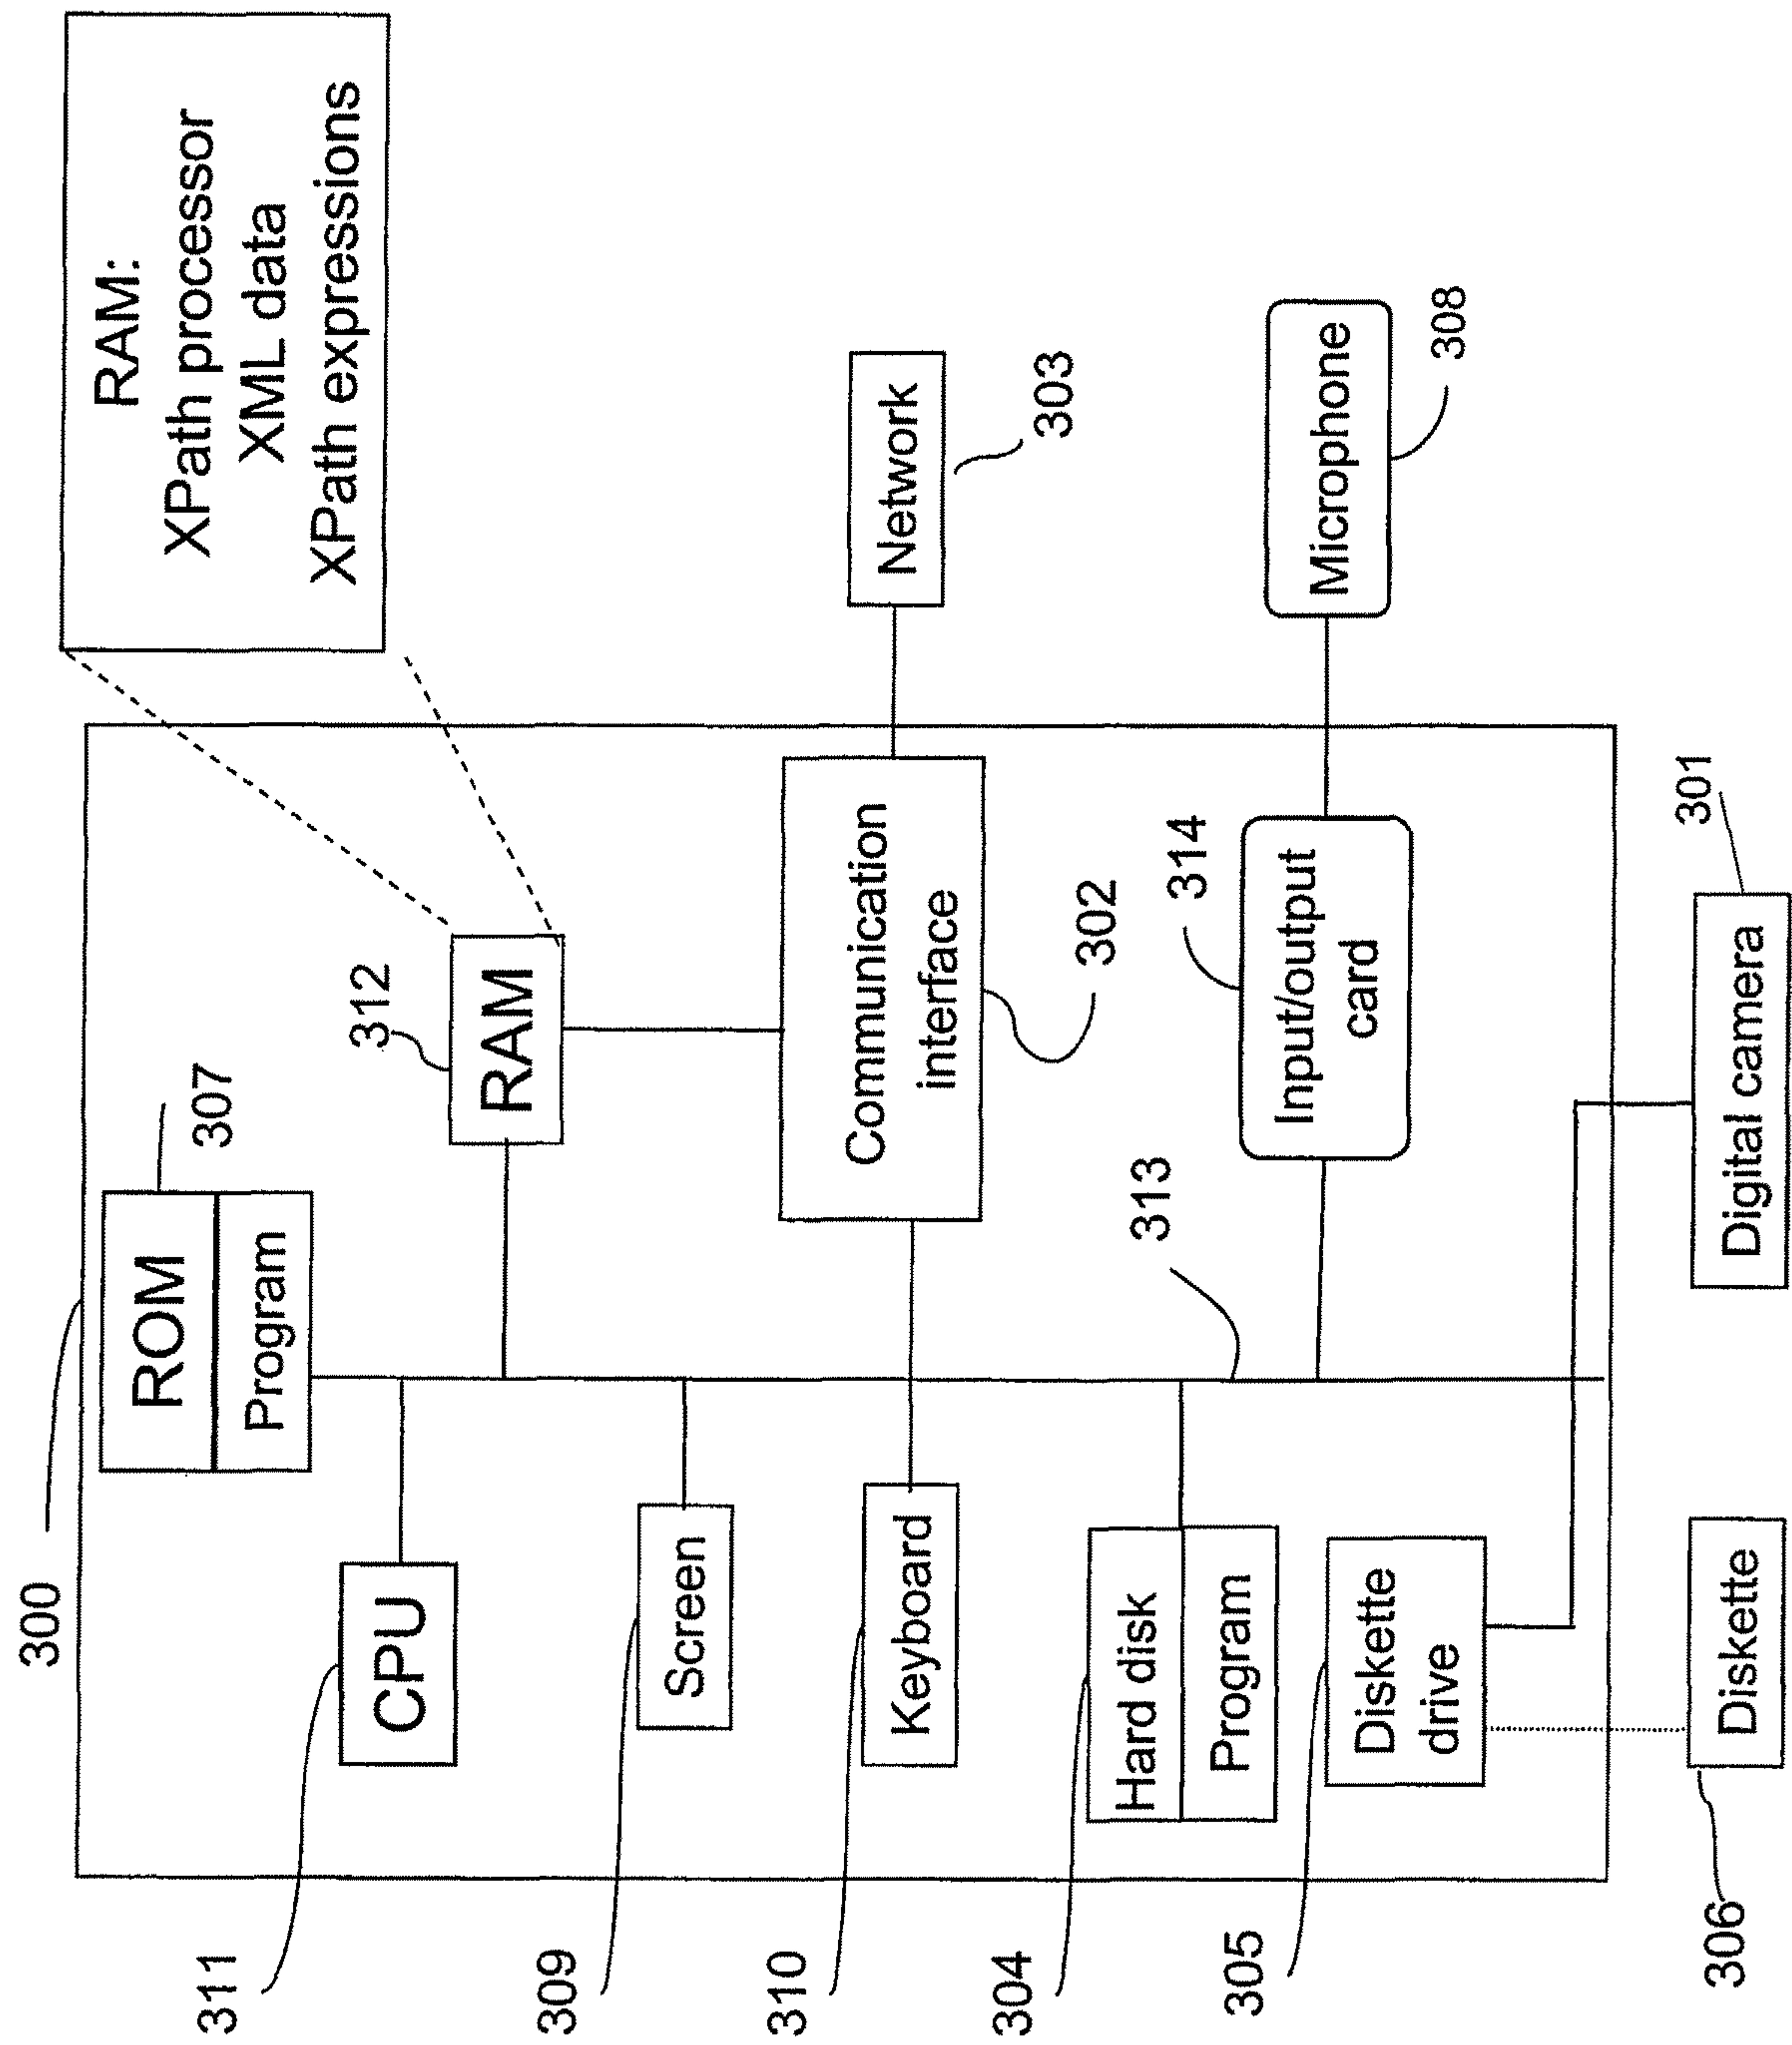 300
ROM
Program
307
311
CPU
312
RAM
RAM:
XPath processor
XML data
XPath expressions
309
Screen
310
Keyboard
Communication
interface
302
Network
303
304
Hard disk
Program
313
314
Input/output
card
Microphone
308
305
Diskette
drive
306
Diskette
Digital camera
301